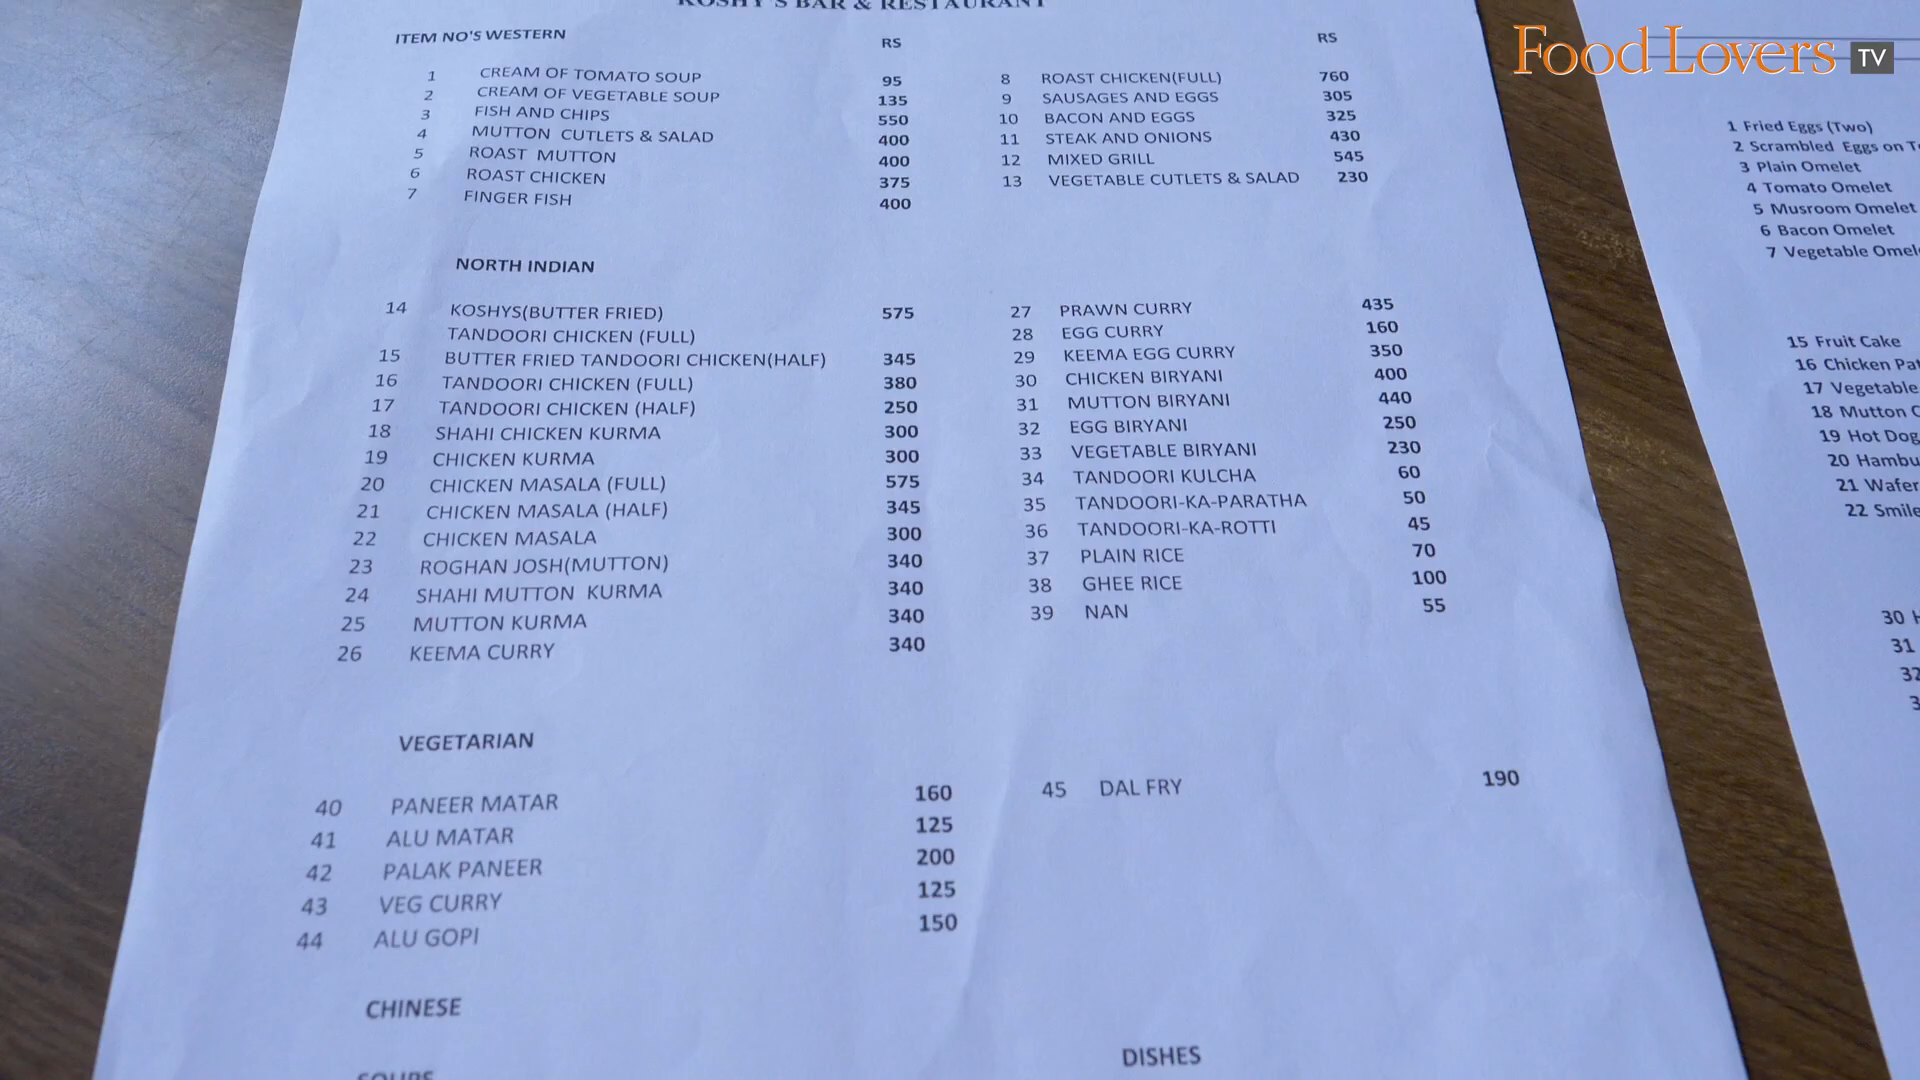 KOSHY'S BAR & RESTAURANT
ITEM NO'S WESTERN RS
1 CREAM OF TOMATO SOUP 95
2 CREAM OF VEGETABLE SOUP 135
3 FISH AND CHIPS 550
4 MUTTON CUTLETS & SALAD 400
5 ROAST MUTTON 400
6 ROAST CHICKEN 375
7 FINGER FISH 400
RS
8 ROAST CHICKEN(FULL) 760
9 SAUSAGES AND EGGS 305
10 BACON AND EGGS 325
11 STEAK AND ONIONS 430
12 MIXED GRILL 545
13 VEGETABLE CUTLETS & SALAD 230
NORTH INDIAN
14 KOSHYS(BUTTER FRIED) 575
TANDOORI CHICKEN (FULL)
15 BUTTER FRIED TANDOORI CHICKEN(HALF) 345
16 TANDOORI CHICKEN (FULL) 380
17 TANDOORI CHICKEN (HALF) 250
18 SHAHI CHICKEN KURMA 300
19 CHICKEN KURMA 300
20 CHICKEN MASALA (FULL) 575
21 CHICKEN MASALA (HALF) 345
22 CHICKEN MASALA 300
23 ROGHAN JOSH(MUTTON) 340
24 SHAHI MUTTON KURMA 340
25 MUTTON KURMA 340
26 KEEMA CURRY 340
27 PRAWN CURRY 435
28 EGG CURRY 160
29 KEEMA EGG CURRY 350
30 CHICKEN BIRYANI 400
31 MUTTON BIRYANI 440
32 EGG BIRYANI 250
33 VEGETABLE BIRYANI 230
34 TANDOORI KULCHA 60
35 TANDOORI-KA-PARATHA 50
36 TANDOORI-KA-ROTTI 45
37 PLAIN RICE 70
38 GHEE RICE 100
39 NAN 55
VEGETARIAN
40 PANEER MATAR 160
41 ALU MATAR 125
42 PALAK PANEER 200
43 VEG CURRY 125
44 ALU GOPI 150
45 DAL FRY 190
CHINESE
SOUPS
DISHES
Food Lovers TV
1 Fried Eggs (Two)
2 Scrambled Eggs on
3 Plain Omelet
4 Tomato Omelet
5 Musroom Omelet
6 Bacon Omelet
7 Vegetable
15 Fruit Cake
16 Chicken
17 Vegetable
18 Mutton
19 Hot Dog
20
21
22
30
31
32